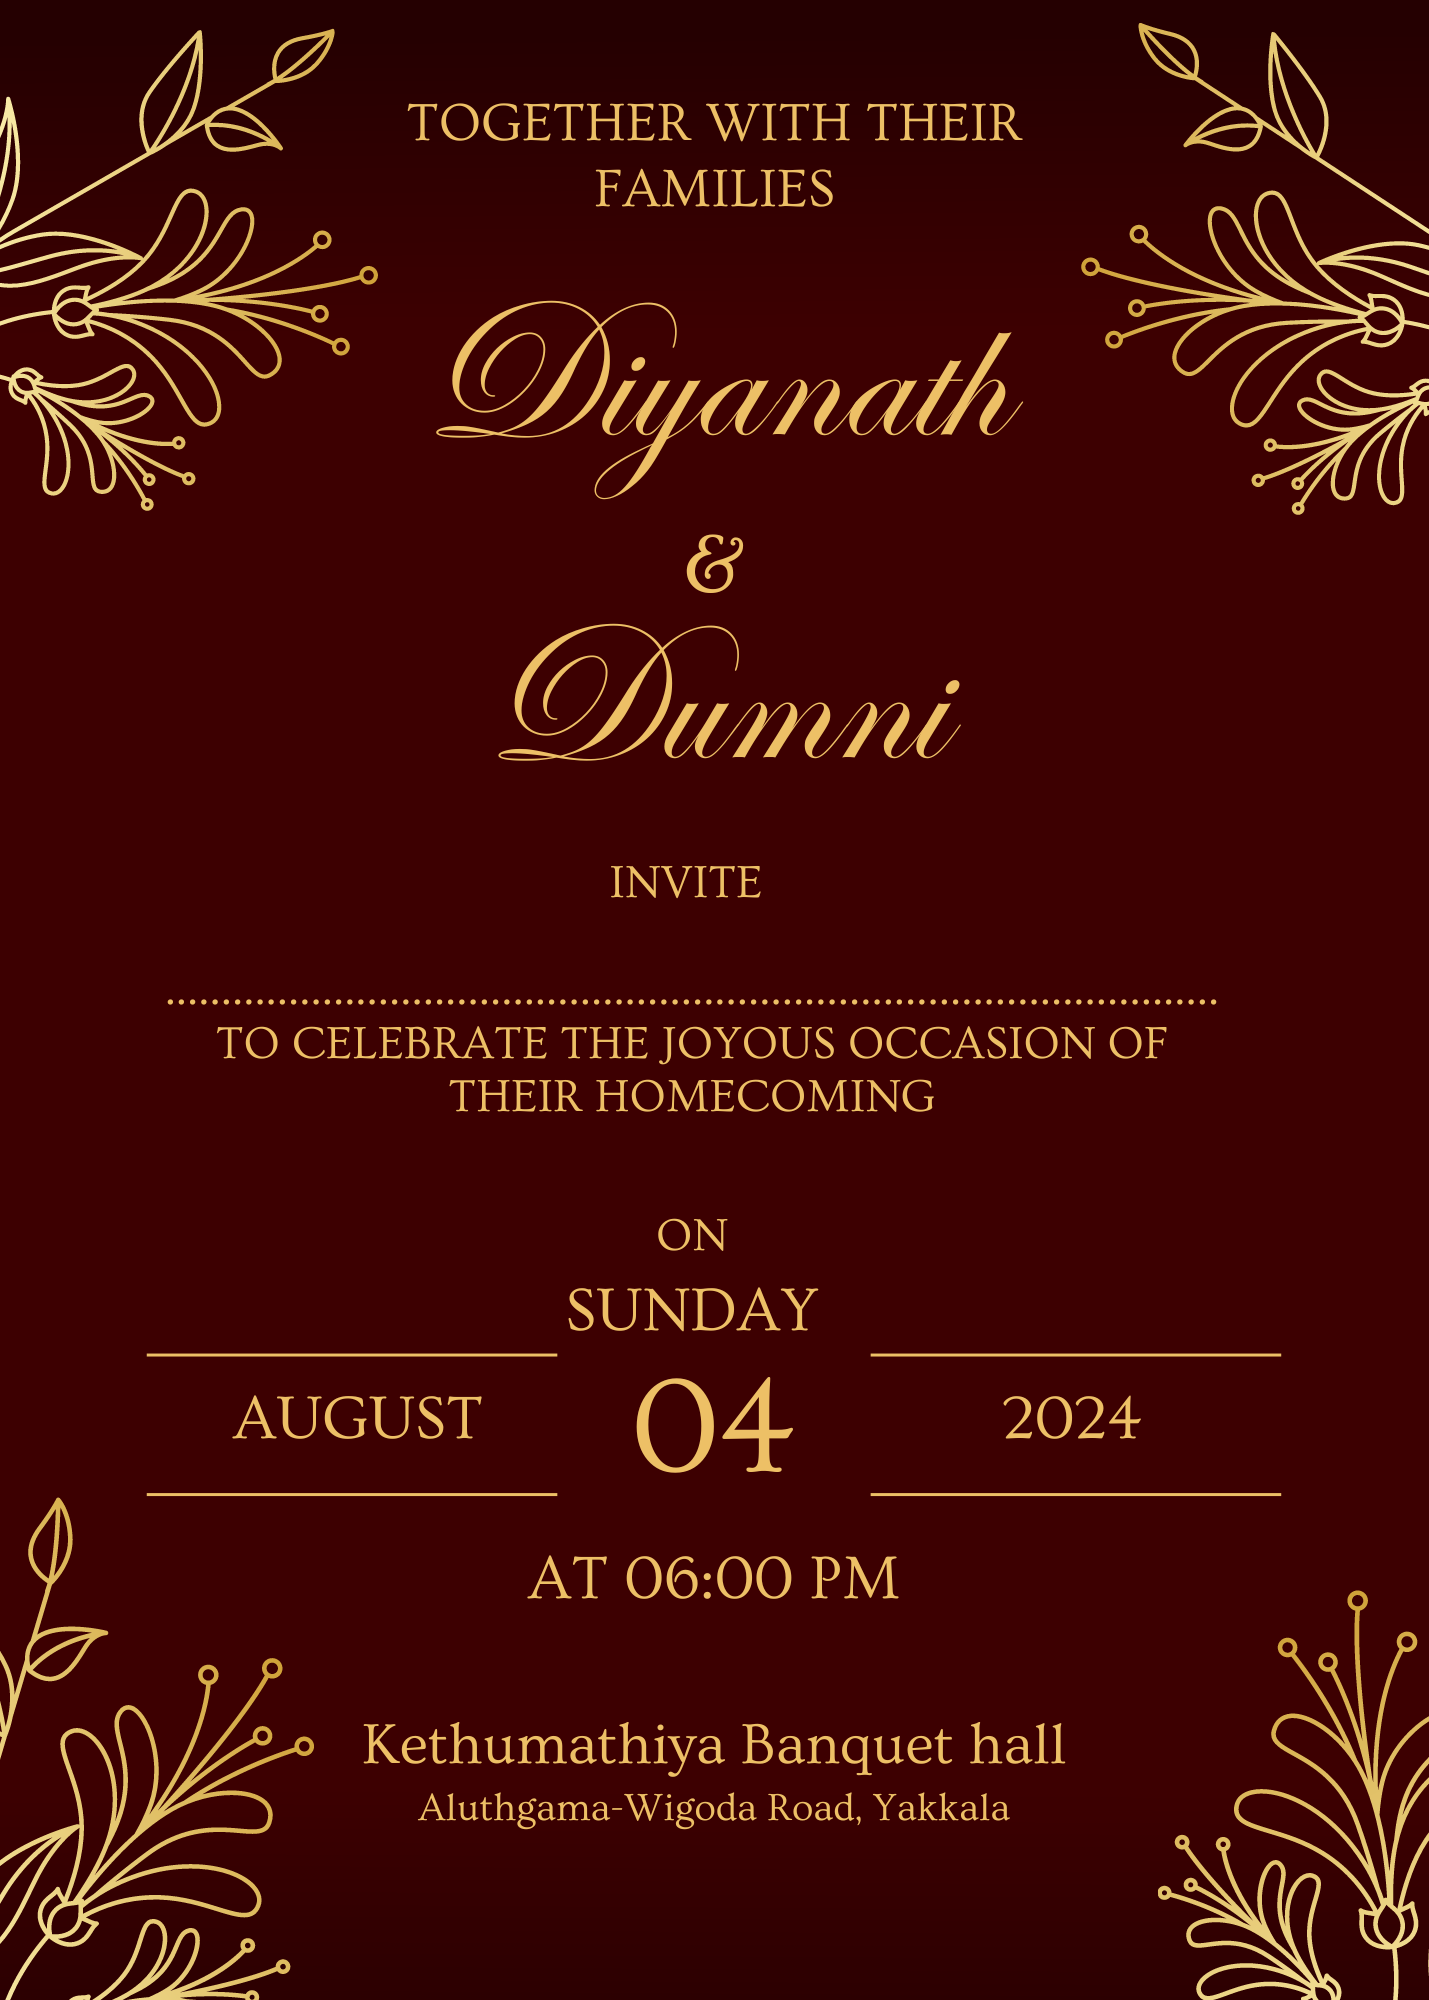 TOGETHER WITH THEIR
FAMILIES
Diyanath
&
Dumni
INVITE
................................................................................................
TO CELEBRATE THE JOYOUS OCCASION OF
THEIR HOMECOMING
ON
SUNDAY
AUGUST 04 2024
AT 06:00 PM
Kethumathiya Banquet hall
Aluthgama-Wigoda Road, Yakkala